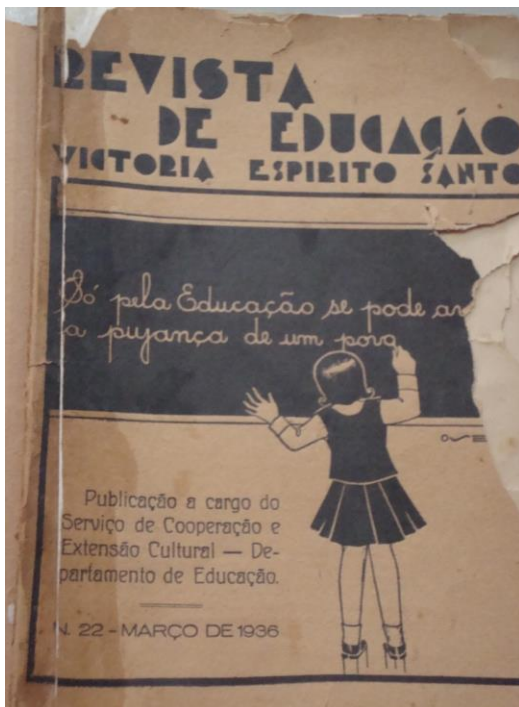 REVISTA
DE EDUCAÇÃO
VICTORIA ESPIRITO SANTO
Só pela Educação se pode
a pujança de um povo
Publicação a cargo do
Serviço de Cooperação e
Extensão Cultural — De-
partamento de Educação.
N. 22 - MARÇO DE 1936